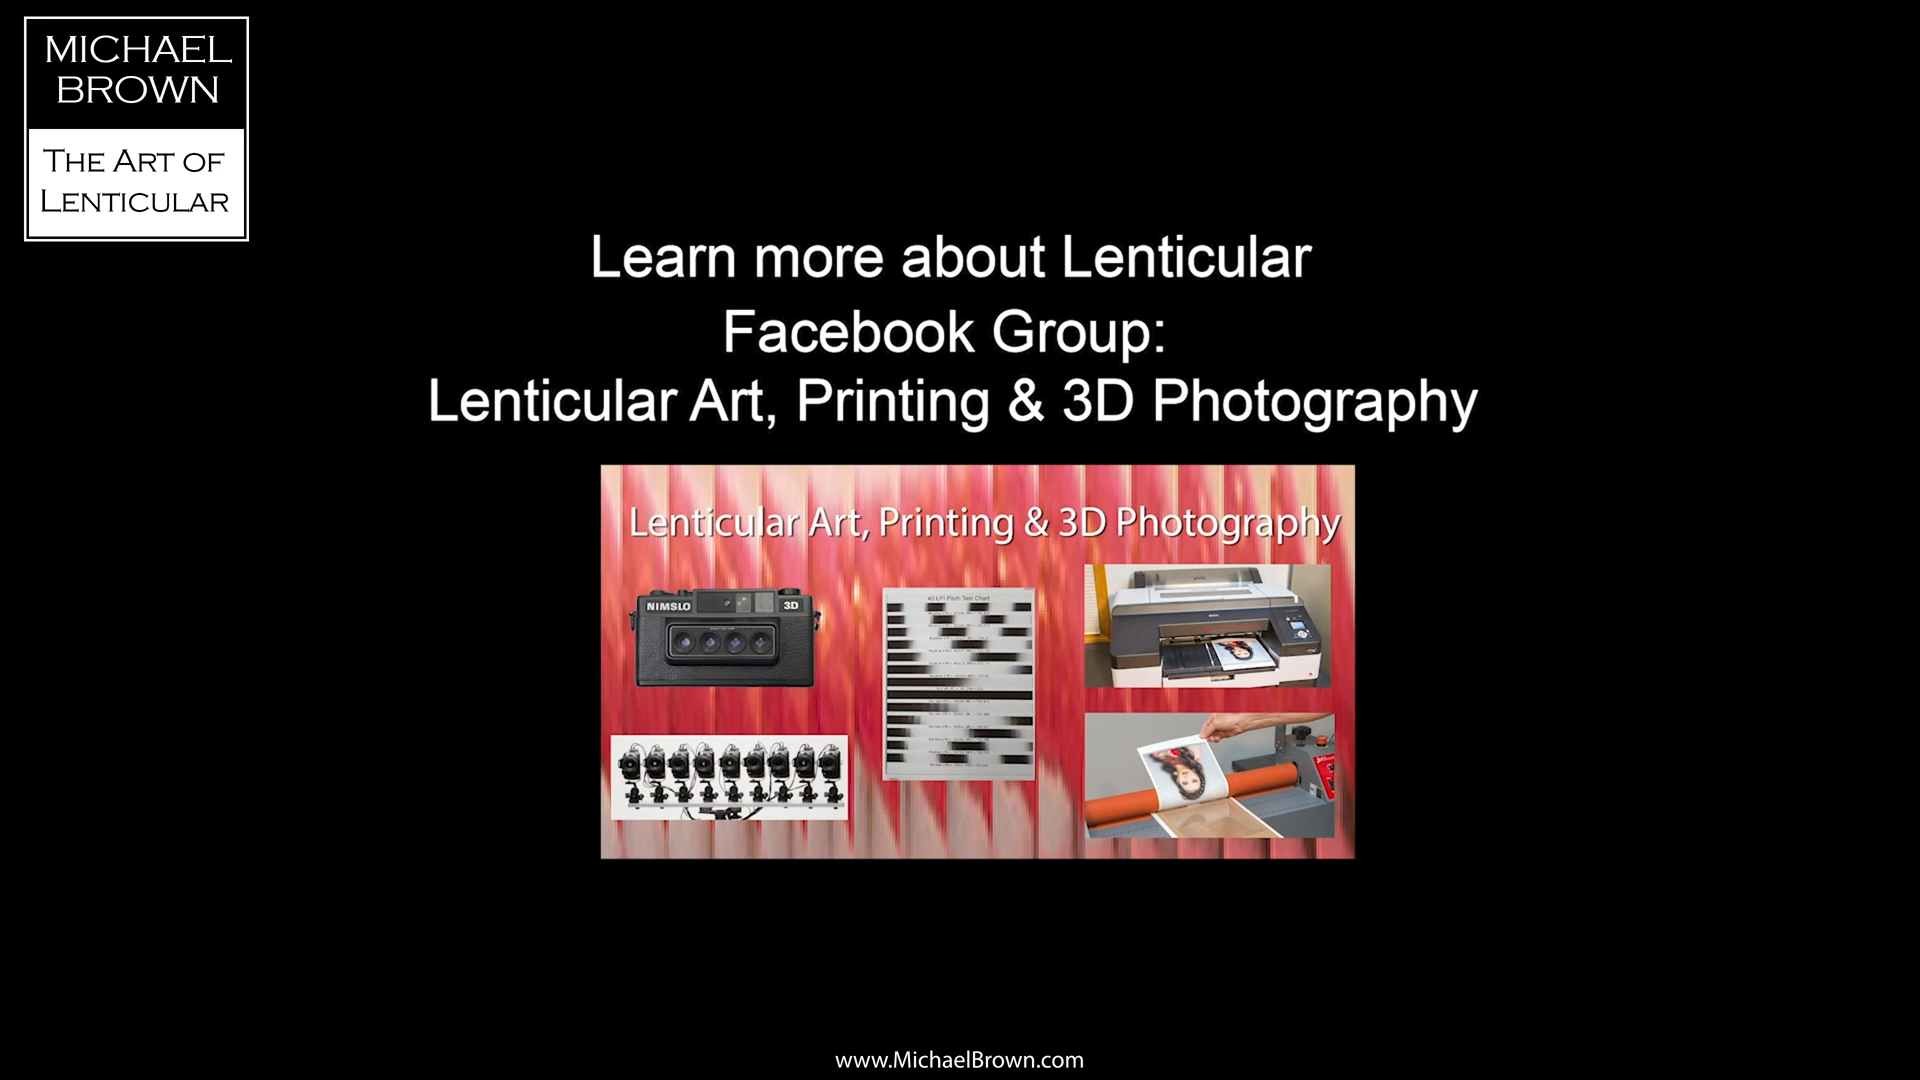 MICHAEL
BROWN
THE ART OF
LENTICULAR
Learn more about Lenticular
Facebook Group:
Lenticular Art, Printing & 3D Photography
Lenticular Art, Printing & 3D Photography
NIMSLO 3D
40 LPI Pitch Test Chart
www.MichaelBrown.com